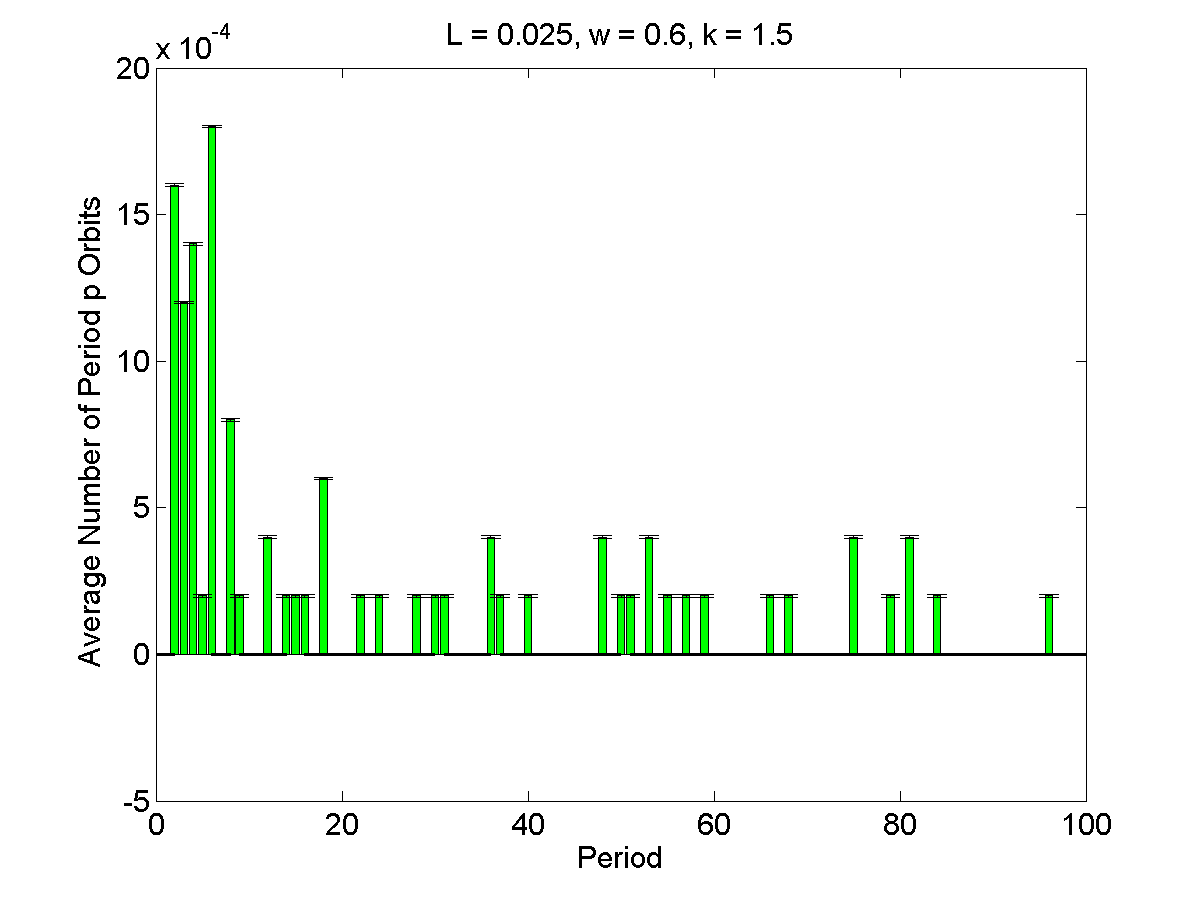 L = 0.025, w = 0.6, k = 1.5
x 10^-4
20
15
10
5
0
-5
0 20 40 60 80 100
Period
Average Number of Period p Orbits